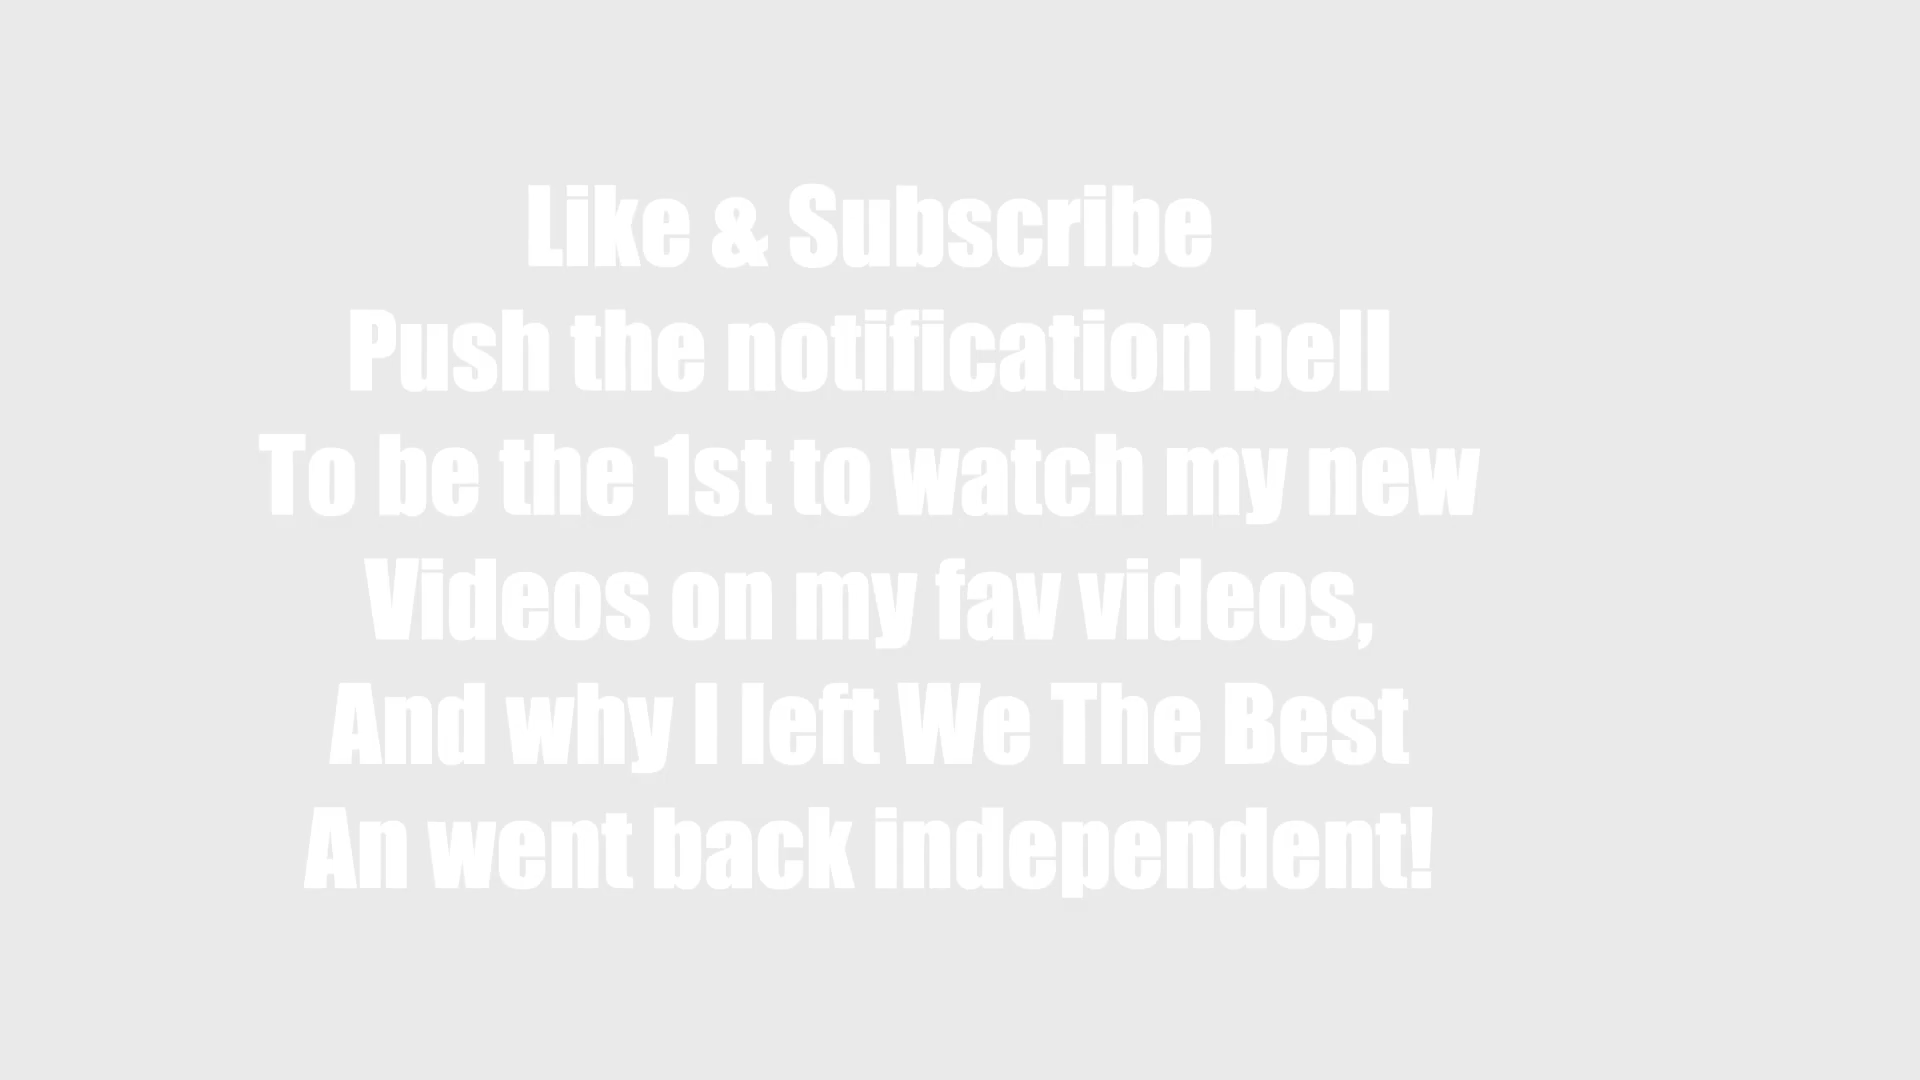 Like & Subscribe
Push the notification bell
To be the 1st to watch my new
Videos on my fav videos,
And why I left We The Best
An went back independent!